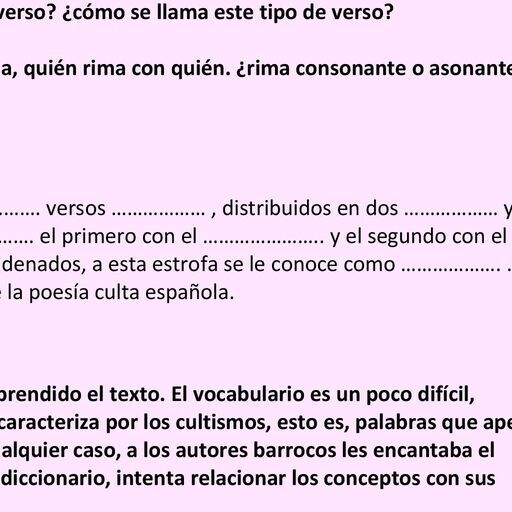 verso? ¿cómo se llama este tipo de verso?
a, quién rima con quién. ¿rima consonante o asonante
……. versos ……………… , distribuidos en dos ……………… y
……. el primero con el ………………….. y el segundo con el
denados, a esta estrofa se le conoce como ………………. .
e la poesía culta española.
prendido el texto. El vocabulario es un poco difícil,
caracteriza por los cultismos, esto es, palabras que ape
alquier caso, a los autores barrocos les encantaba el
diccionario, intenta relacionar los conceptos con sus